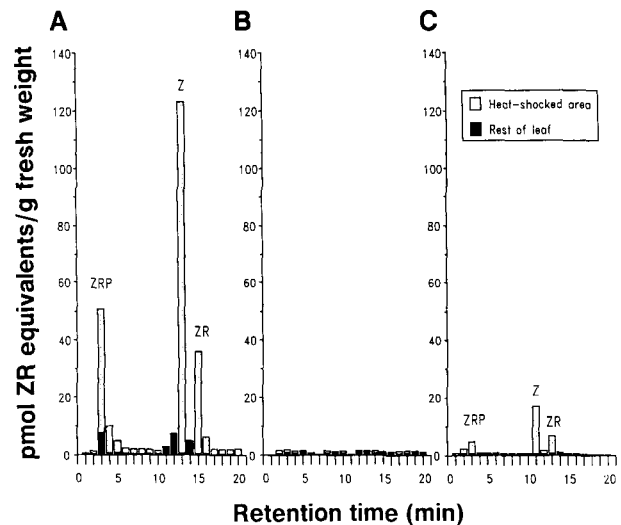 A
B
C
pmol ZR equivalents/g fresh weight
140
120
100
80
60
40
20
0
ZRP
Z
ZR
0 5 10 15 20
140
120
100
80
60
40
20
0
0 5 10 15 20
140
120
100
80
60
40
20
0
Heat-shocked area
Rest of leaf
ZRP
Z
ZR
0 5 10 15 20
Retention time (min)